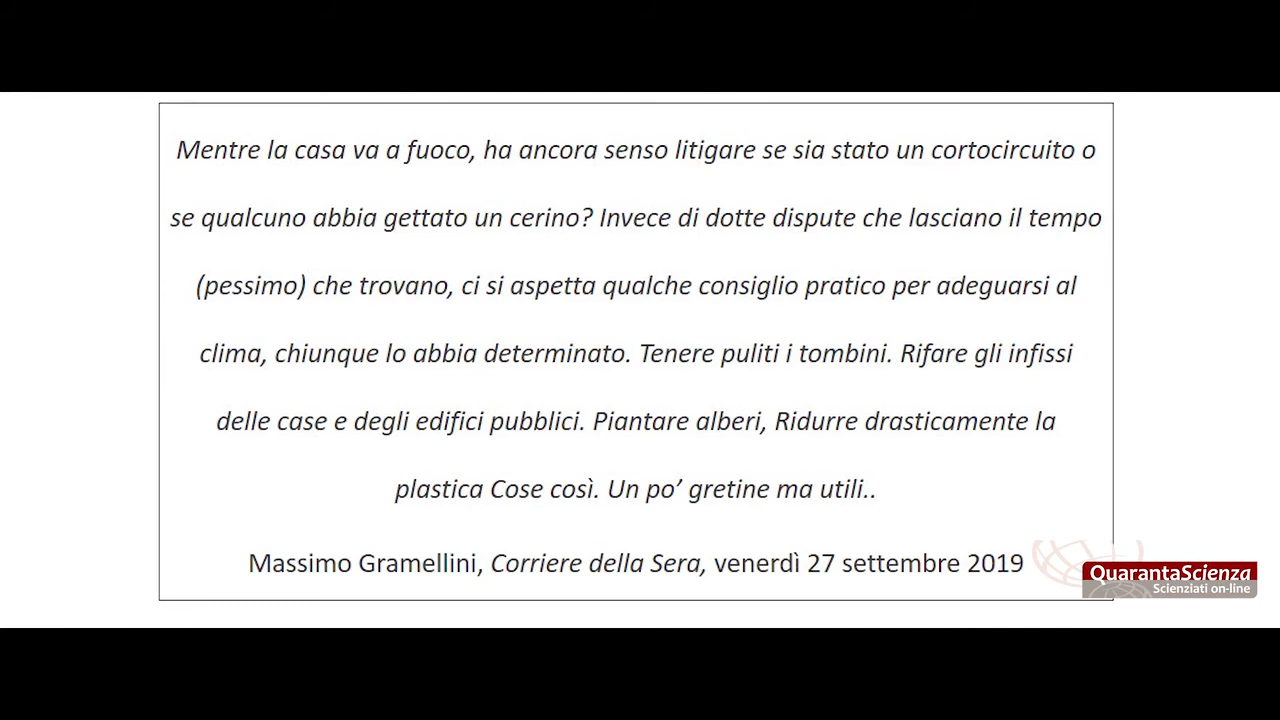 Mentre la casa va a fuoco, ha ancora senso litigare se sia stato un cortocircuito o
se qualcuno abbia gettato un cerino? Invece di dotte dispute che lasciano il tempo
(pessimo) che trovano, ci si aspetta qualche consiglio pratico per adeguarsi al
clima, chiunque lo abbia determinato. Tenere puliti i tombini. Rifare gli infissi
delle case e degli edifici pubblici. Piantare alberi, Ridurre drasticamente la
plastica Cose così. Un po’ gretine ma utili..
Massimo Gramellini, Corriere della Sera, venerdì 27 settembre 2019
QuarantaScienza
Scienziati on-line